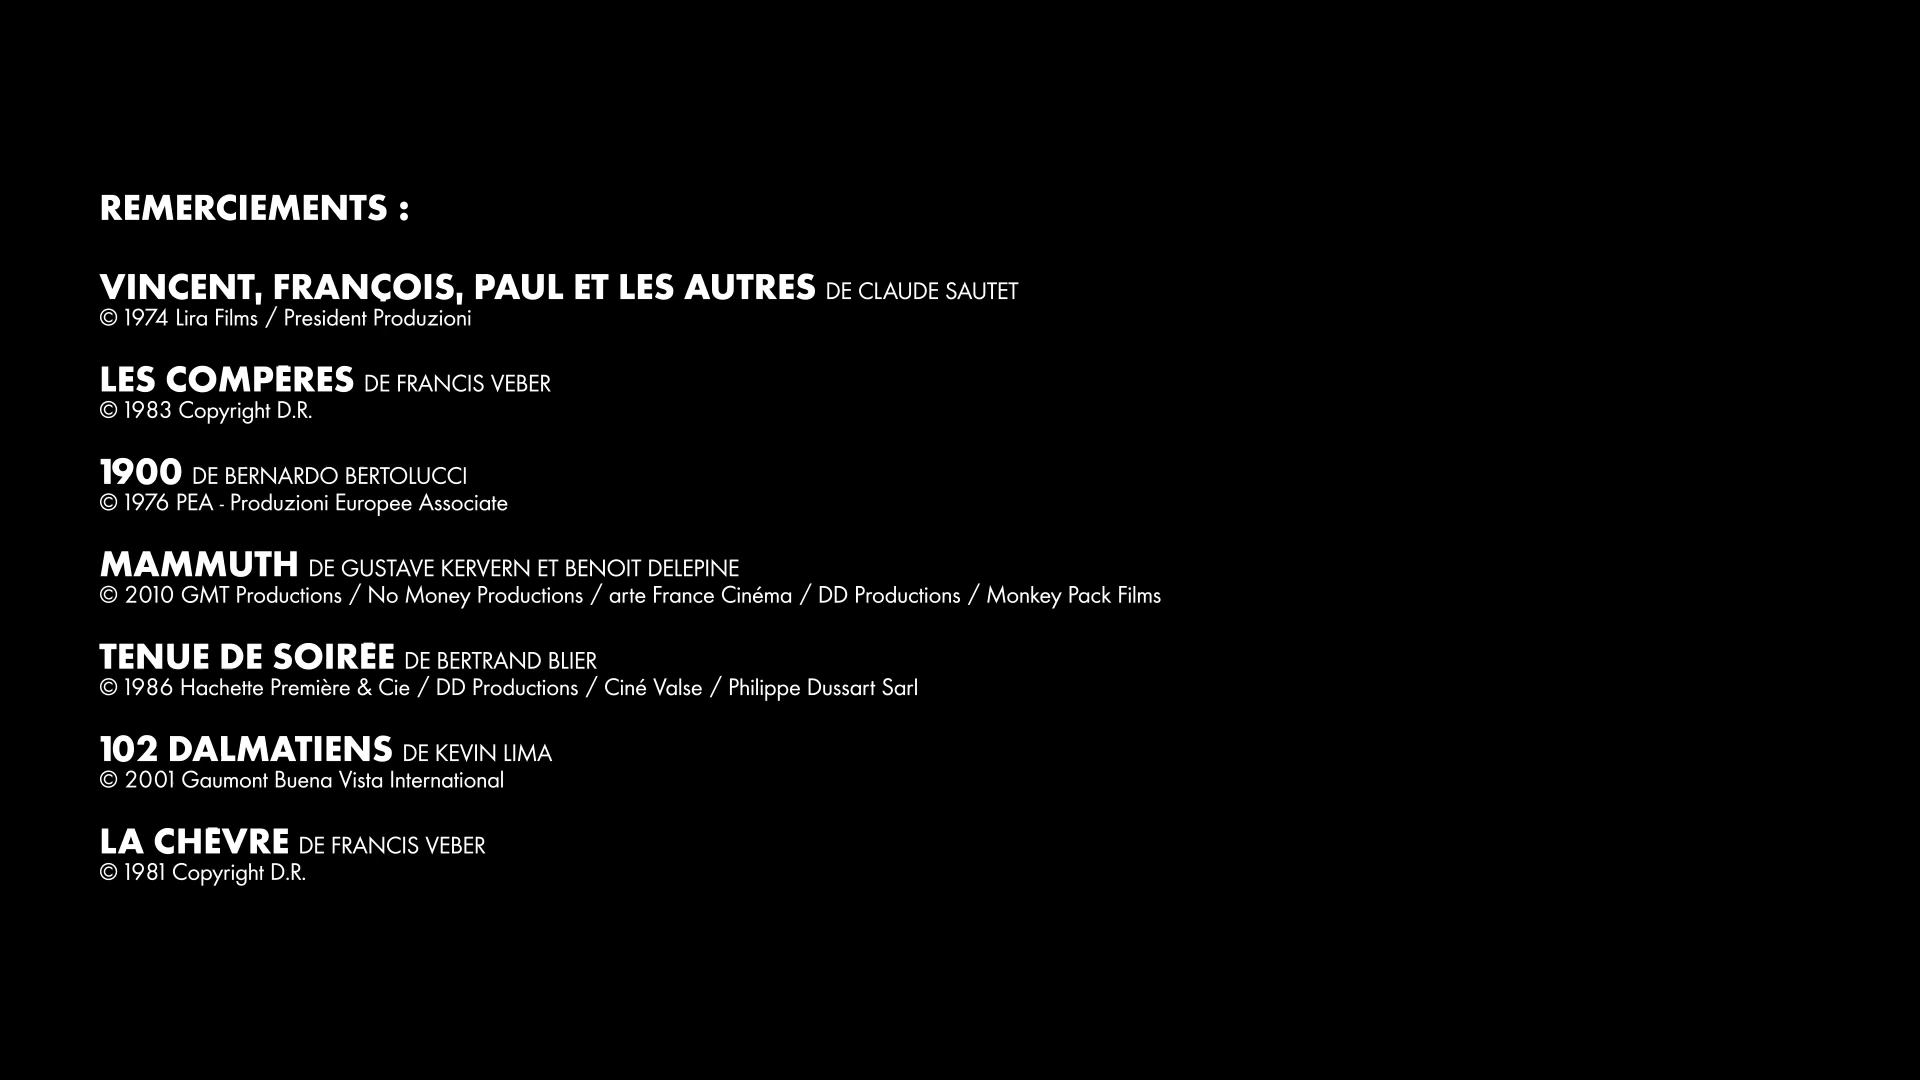 REMERCIEMENTS :
VINCENT, FRANÇOIS, PAUL ET LES AUTRES DE CLAUDE SAUTET
© 1974 Lira Films / President Produzioni
LES COMPÈRES DE FRANCIS VEBER
© 1983 Copyright D.R.
1900 DE BERNARDO BERTOLUCCI
© 1976 PEA - Produzioni Europee Associate
MAMMUTH DE GUSTAVE KERVERN ET BENOIT DELEPINE
© 2010 GMT Productions / No Money Productions / arte France Cinéma / DD Productions / Monkey Pack Films
TENUE DE SOIRÉE DE BERTRAND BLIER
© 1986 Hachette Première & Cie / DD Productions / Ciné Valse / Philippe Dussart Sarl
102 DALMATIENS DE KEVIN LIMA
© 2001 Gaumont Buena Vista International
LA CHÈVRE DE FRANCIS VEBER
© 1981 Copyright D.R.